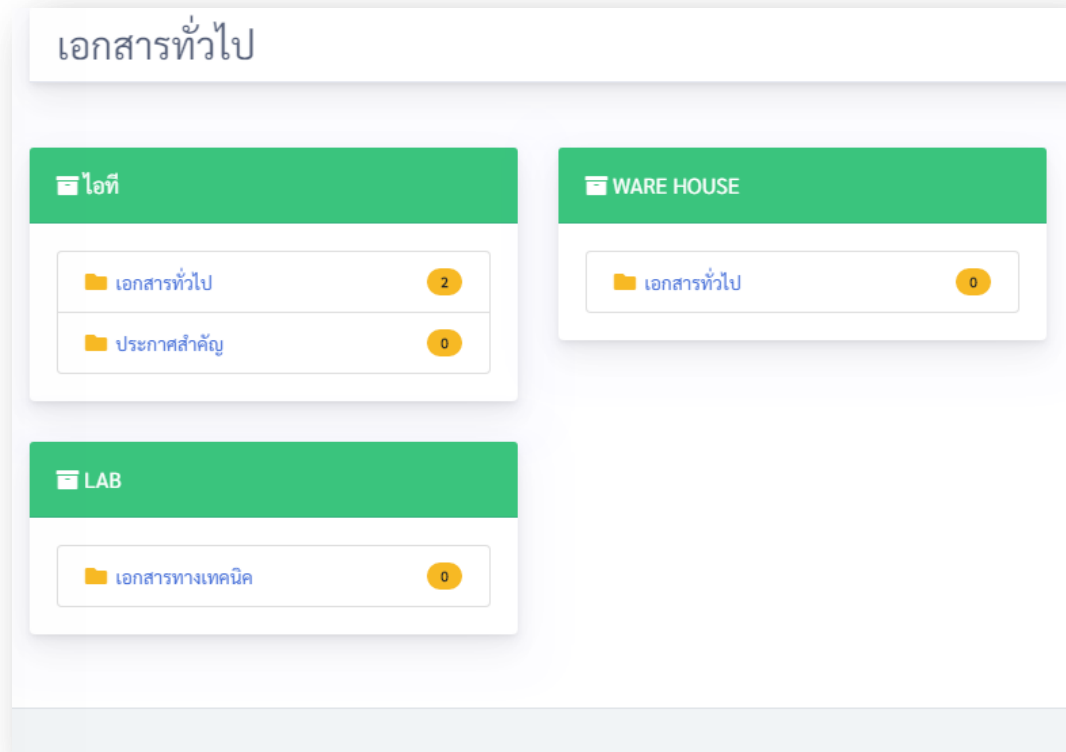 เอกสารทั่วไป
ไอที
เอกสารทั่วไป 2
ประกาศสำคัญ 0
WARE HOUSE
เอกสารทั่วไป 0
LAB
เอกสารทางเทคนิค 0